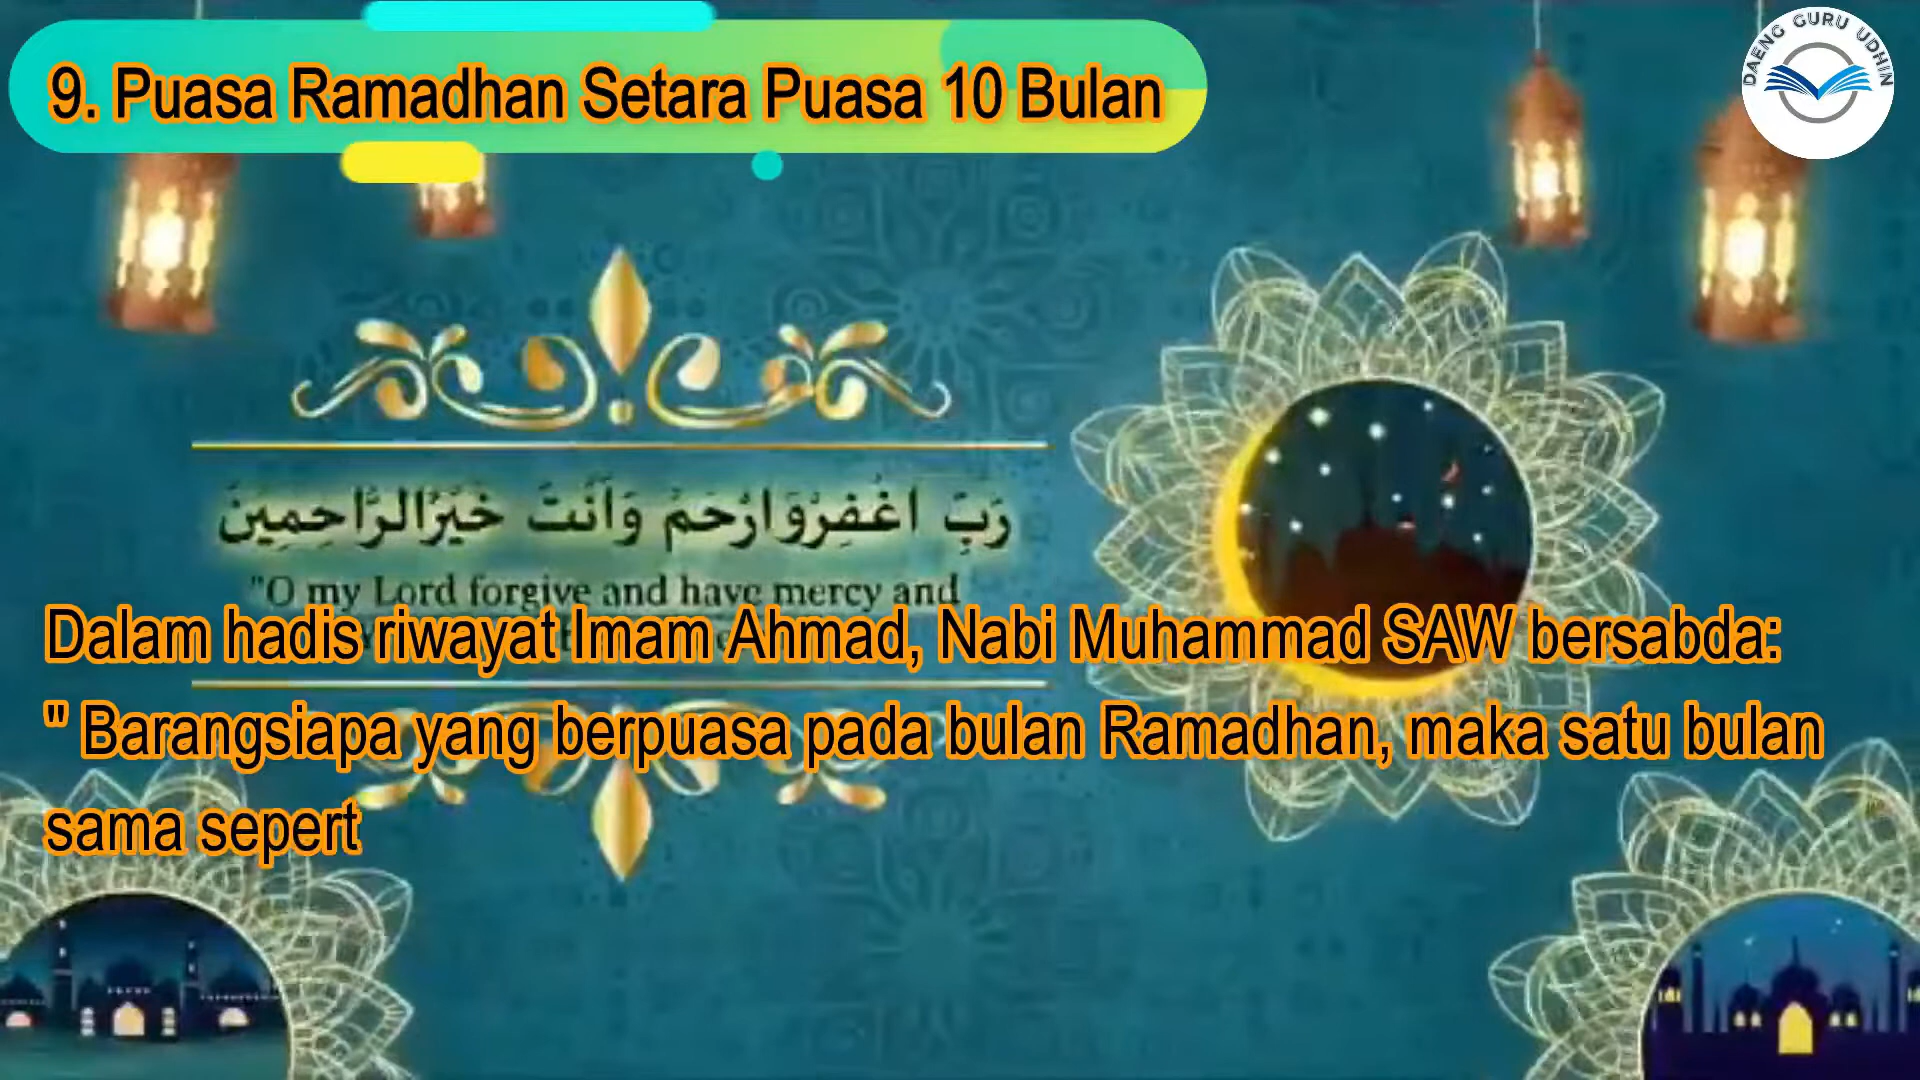 9. Puasa Ramadhan Setara Puasa 10 Bulan
DAENG GURU UDHIN
رَبِّ اغْفِرْ وَارْحَمْ وَأَنْتَ خَيْرُ الرَّاحِمِينَ
"O my Lord forgive and have mercy and
Dalam hadis riwayat Imam Ahmad, Nabi Muhammad SAW bersabda:
" Barangsiapa yang berpuasa pada bulan Ramadhan, maka satu bulan
sama sepert